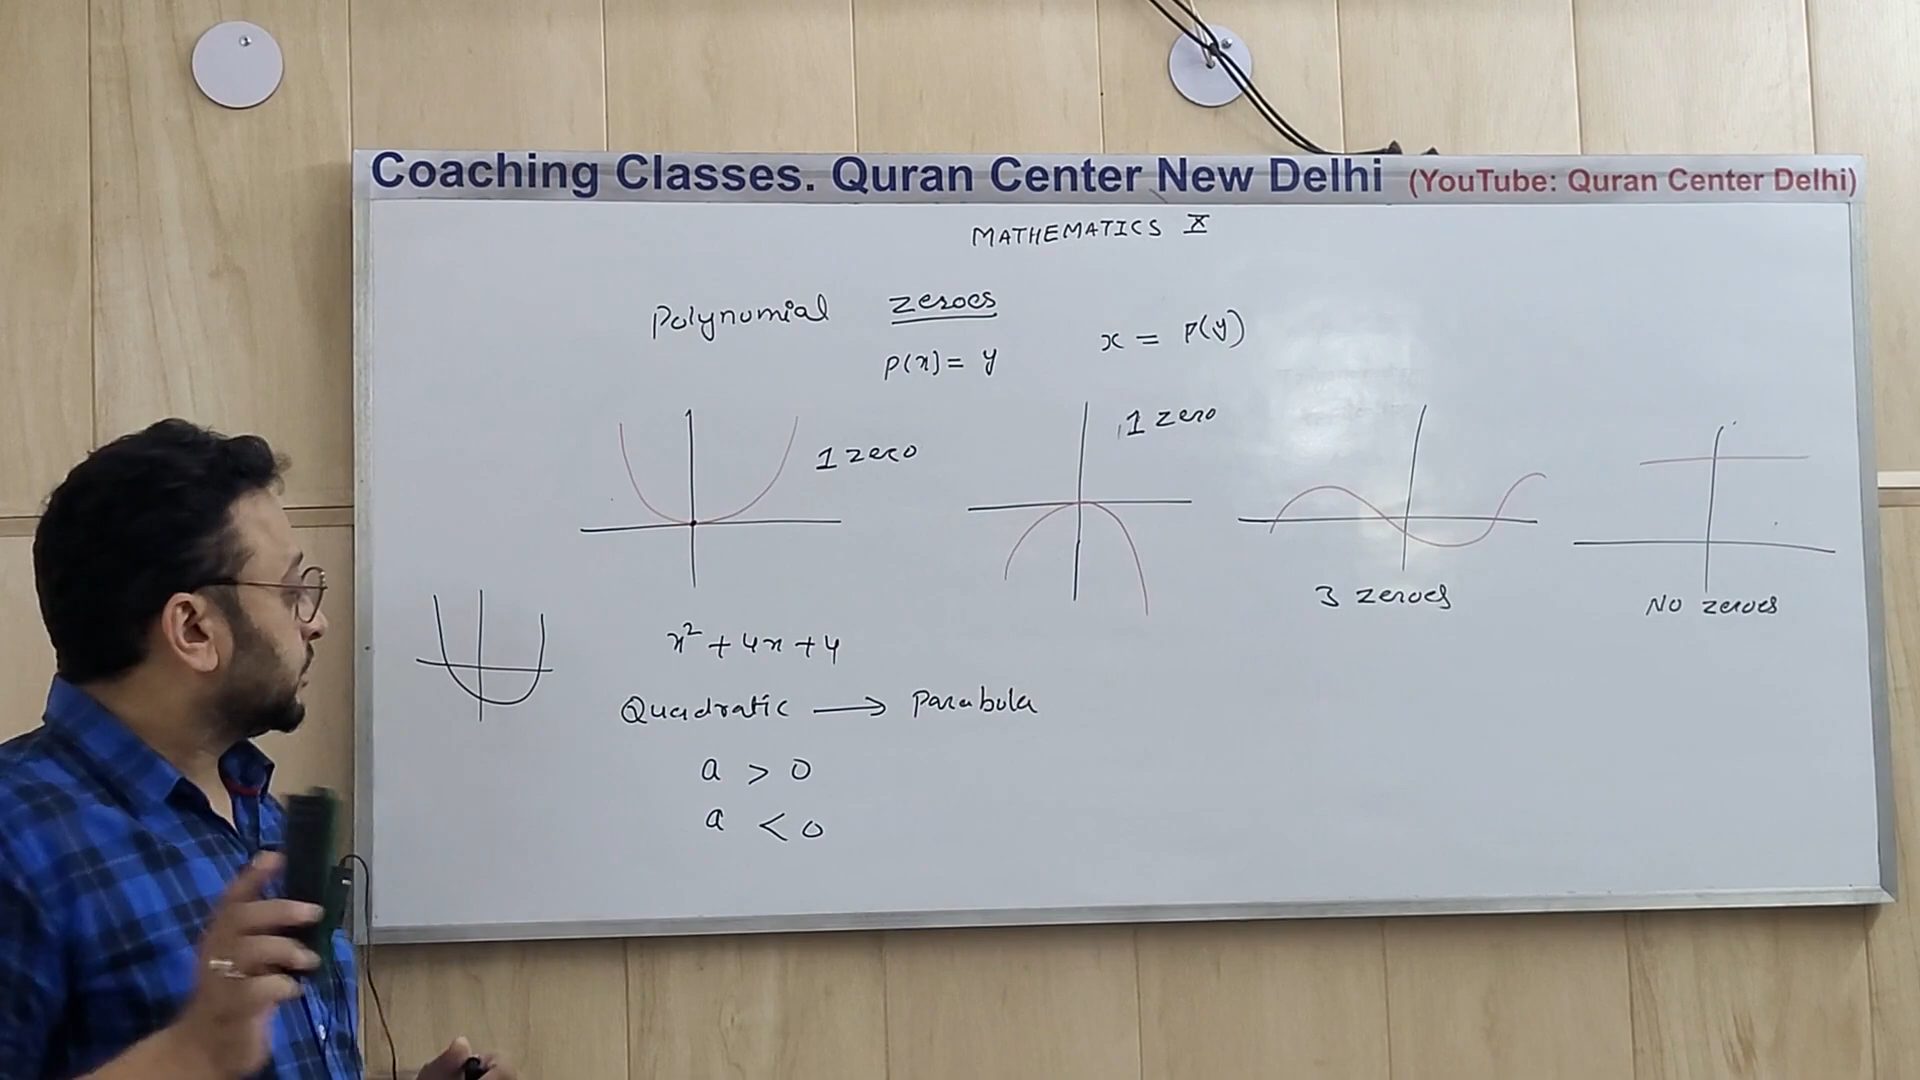 Coaching Classes. Quran Center New Delhi (YouTube: Quran Center Delhi)
MATHEMATICS X
Polynomial zeroes
p(x) = y
x = p(y)
1 zero
1 zero
3 zeroes
No zeroes
x² + 4x + 4
Quadratic → Parabola
a > 0
a < 0